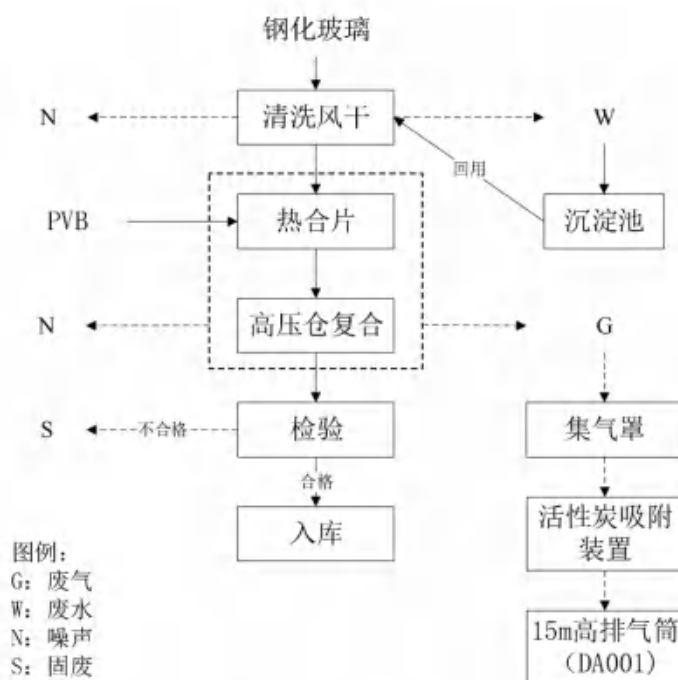 钢化玻璃
N
清洗风干
W
回用
PVB
热合片
沉淀池
N
高压仓复合
G
S
不合格
检验
集气罩
合格
入库
活性炭吸附
装置
图例：
G：废气
W：废水
N：噪声
S：固废
15m高排气筒
（DA001）